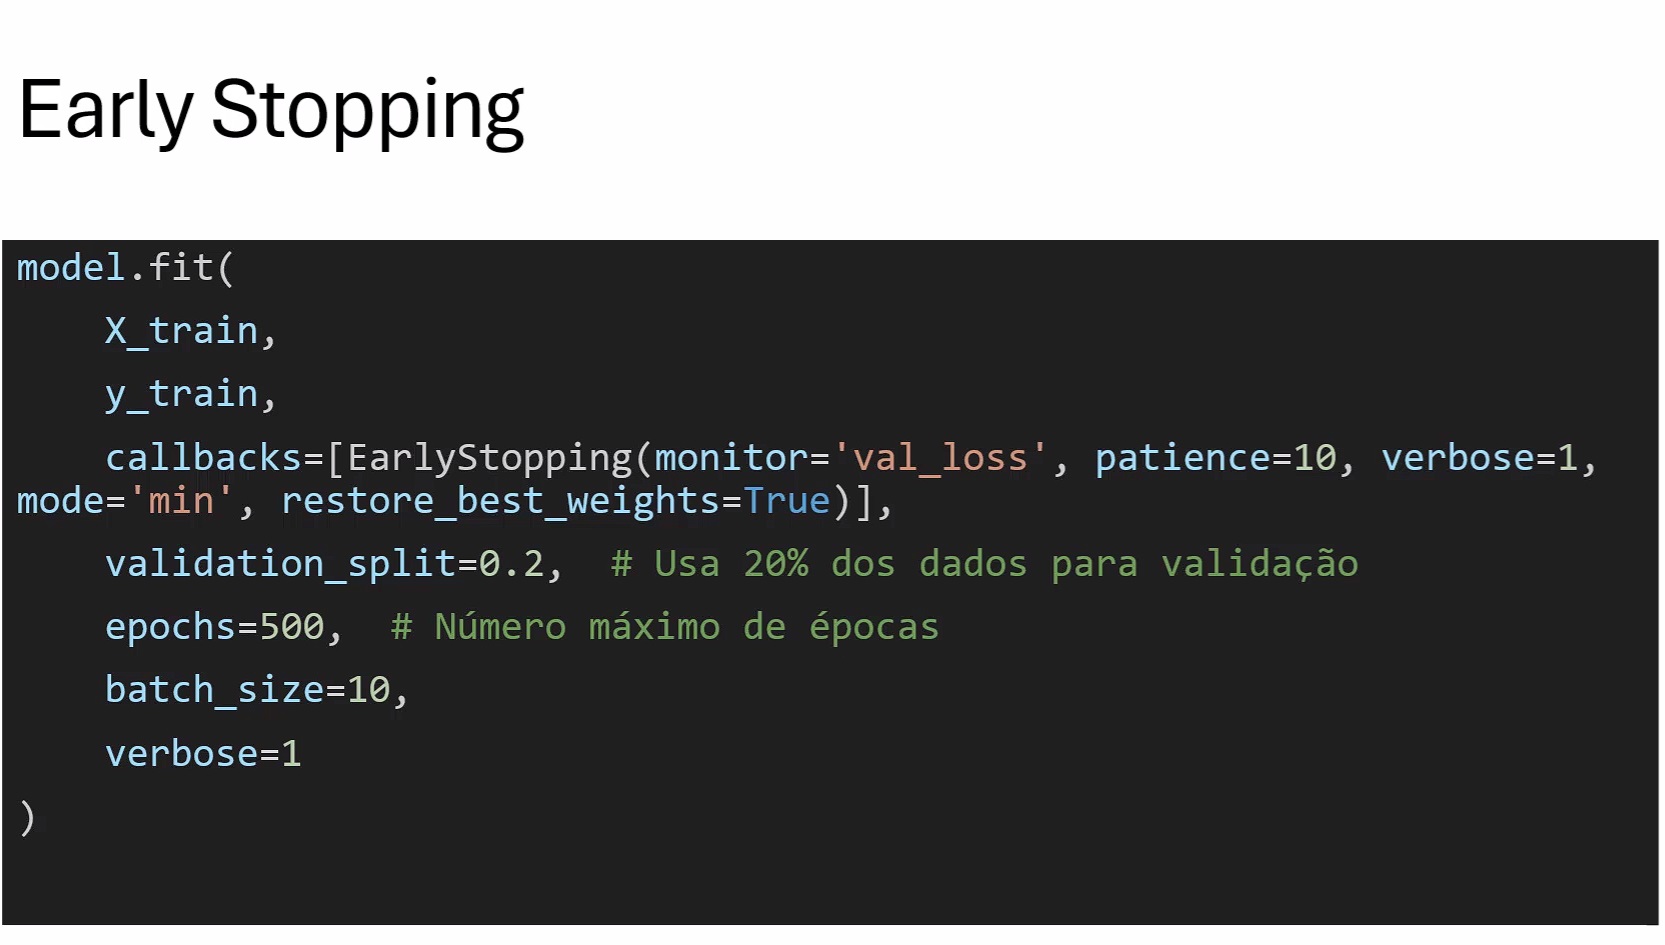 Early Stopping
model.fit(
    X_train,
    y_train,
    callbacks=[EarlyStopping(monitor='val_loss', patience=10, verbose=1,
mode='min', restore_best_weights=True)],
    validation_split=0.2,  # Usa 20% dos dados para validação
    epochs=500,  # Número máximo de épocas
    batch_size=10,
    verbose=1
)